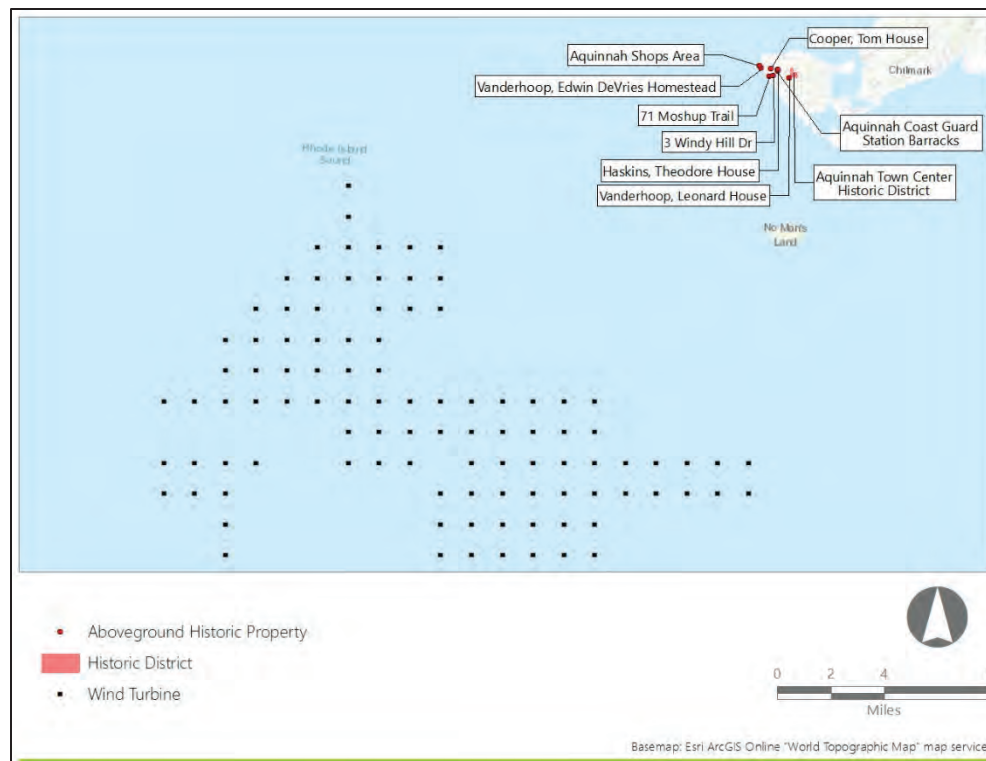 Cooper, Tom House
Aquinnah Shops Area
Chilmark
Vanderhoop, Edwin DeVries Homestead
71 Moshup Trail
Aquinnah Coast Guard
Station Barracks
3 Windy Hill Dr
Rhode Island
Sound
Haskins, Theodore House
Aquinnah Town Center
Historic District
Vanderhoop, Leonard House
No Mans
Land
Aboveground Historic Property
Historic District
Wind Turbine
0 2 4
Miles
Basemap: Esri ArcGIS Online "World Topographic Map" map service